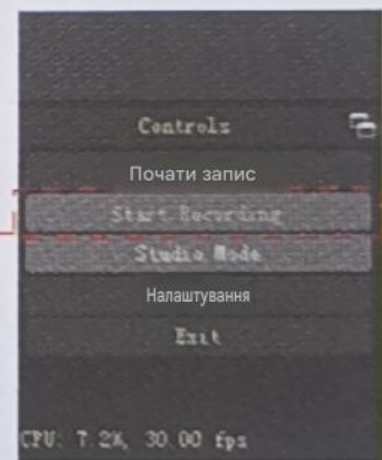 Controls
Почати запис
Start Recording
Studio Mode
Налаштування
Exit
CPU: 7.2%, 30.00 fps